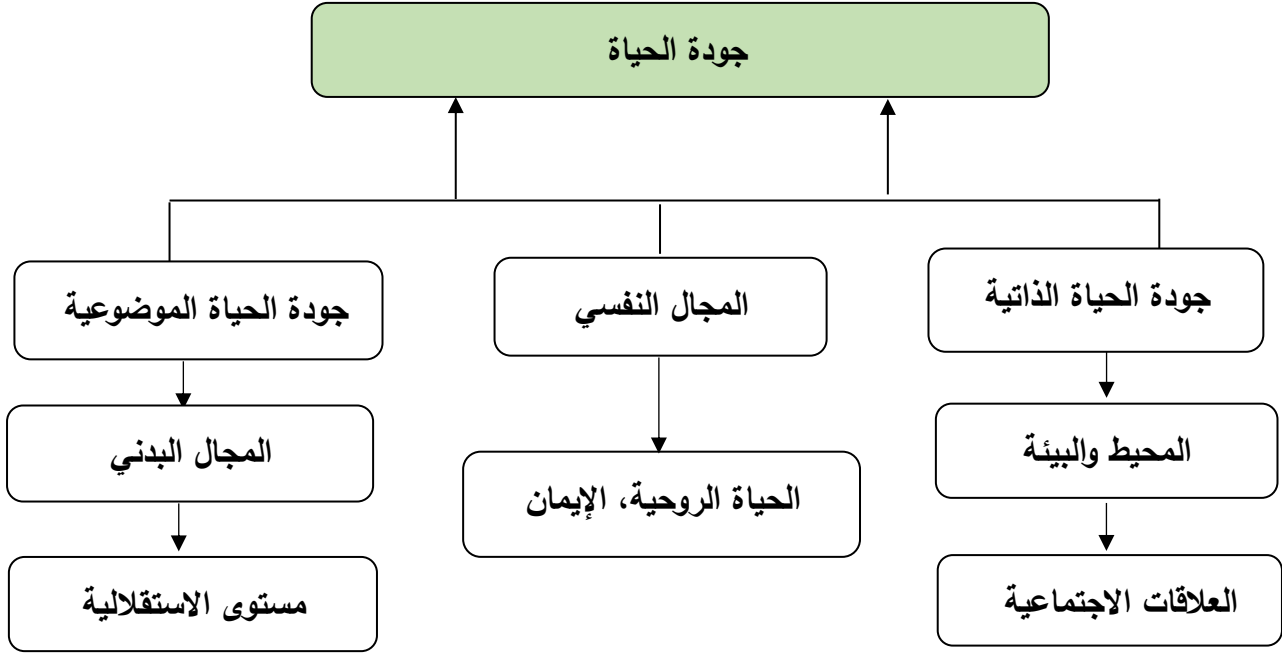 جودة الحياة
جودة الحياة الذاتية
المجال النفسي
جودة الحياة الموضوعية
المحيط والبيئة
الحياة الروحية، الإيمان
المجال البدني
العلاقات الاجتماعية
مستوى الاستقلالية